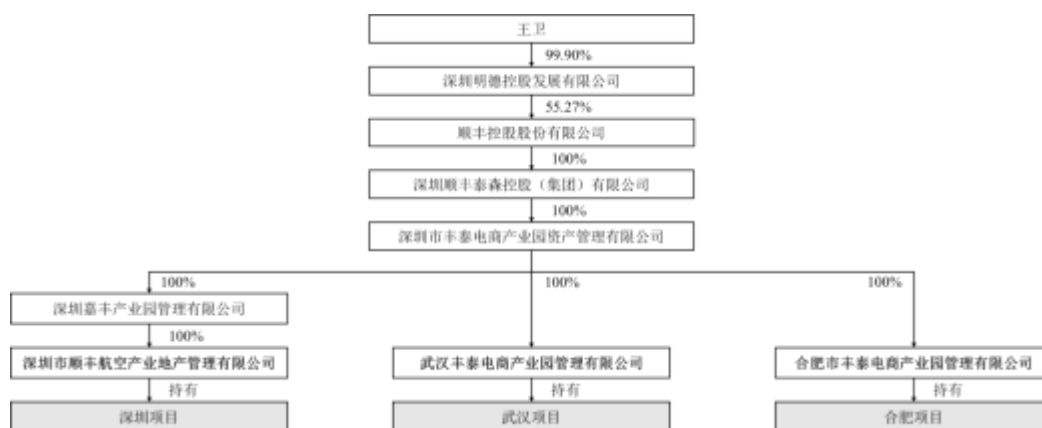 王卫
99.90%
深圳明德控股发展有限公司
55.27%
顺丰控股股份有限公司
100%
深圳顺丰泰森控股（集团）有限公司
100%
深圳市丰泰电商产业园资产管理有限公司
100%
100%
100%
深圳嘉丰产业园管理有限公司
100%
深圳市顺丰航空产业地产管理有限公司
武汉丰泰电商产业园管理有限公司
合肥市丰泰电商产业园管理有限公司
持有
持有
持有
深圳项目
武汉项目
合肥项目